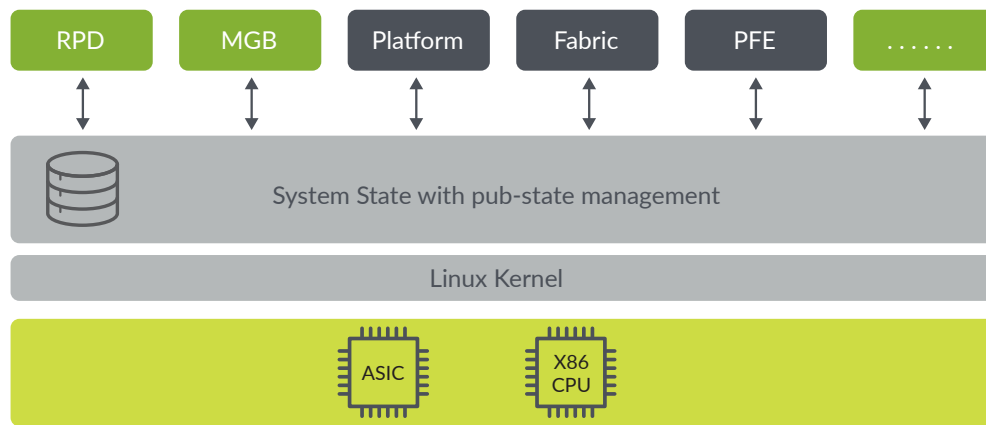 RPD
MGB
Platform
Fabric
PFE
......
System State with pub-state management
Linux Kernel
ASIC
X86
CPU